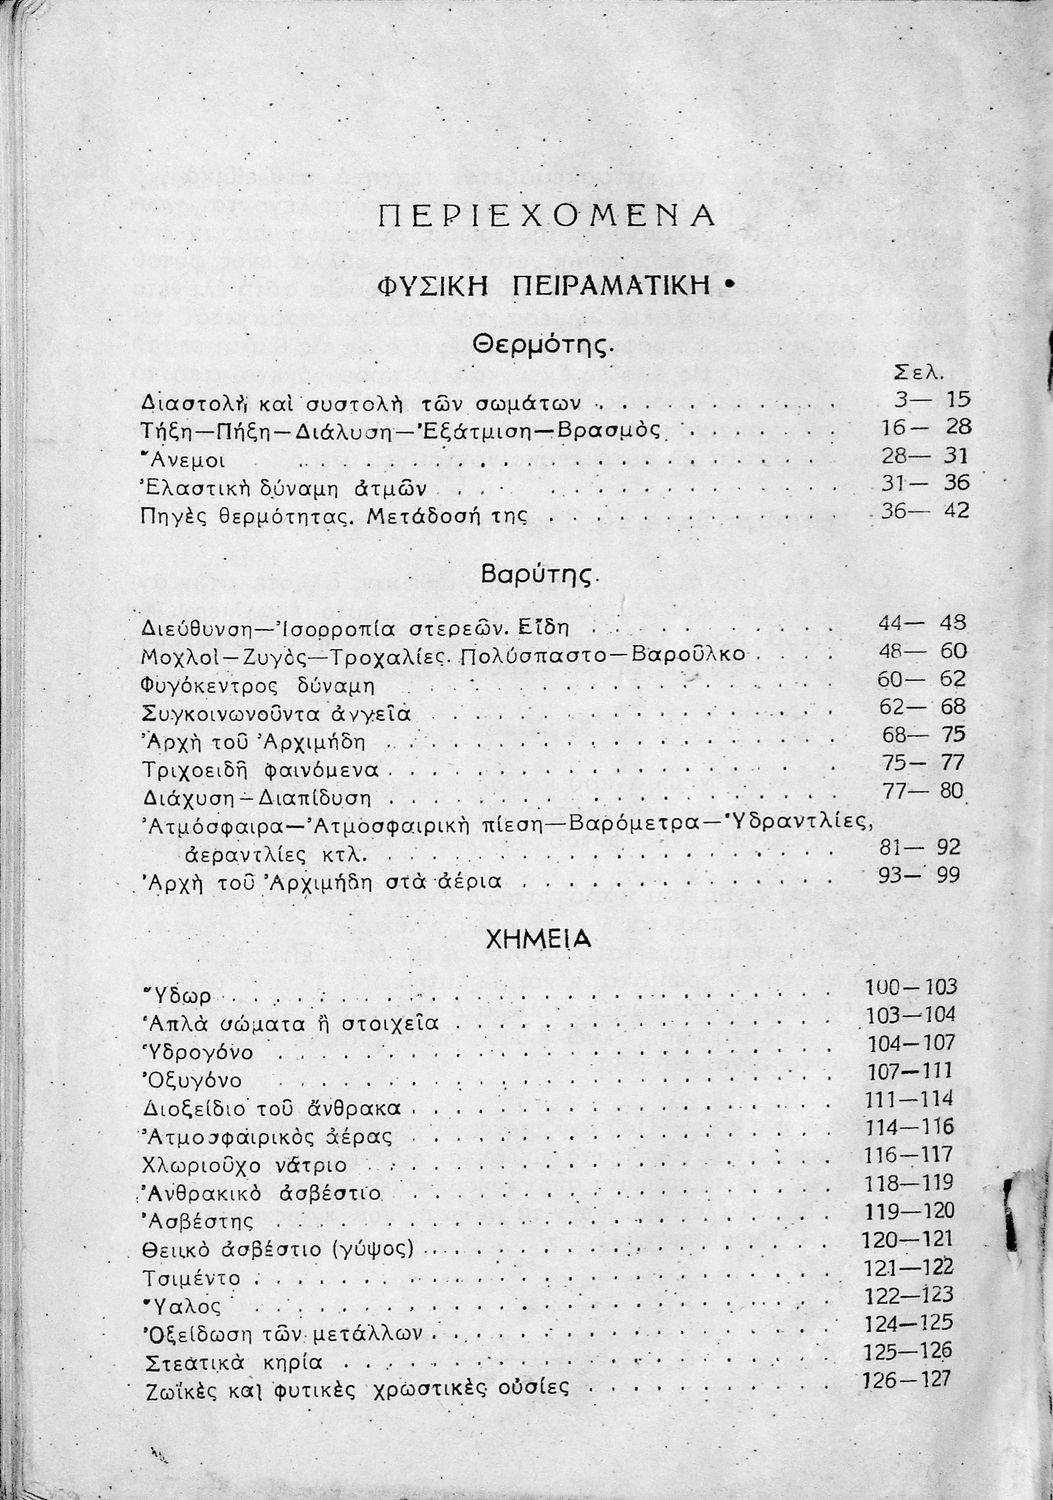 ΠΕΡΙΕΧΟΜΕΝΑ
ΦΥΣΙΚΗ ΠΕΙΡΑΜΑΤΙΚΗ
Θερμότης.
Σελ.
Διαστολὴ καὶ συστολὴ τῶν σωμάτων . . . . . . . . . . . 3— 15
Τήξη—Πήξη—Διάλυση—Ἐξάτμιση—Βρασμὸς . . . . . . . . 16— 28
Ἄνεμοι . . . . . . . . . . . . . . . . . . . 28— 31
Ἐλαστικὴ δύναμη ἀτμῶν . . . . . . . . . . . . . . . 31— 36
Πηγὲς θερμότητας. Μετάδοσή της . . . . . . . . . . . . 36— 42
Βαρύτης.
Διεύθυνση—Ἰσορροπία στερεῶν. Εἴδη . . . . . . . . . . 44— 48
Μοχλοὶ—Ζυγὸς—Τροχαλίες. Πολύσπαστο—Βαροῦλκο . . . . 48— 60
Φυγόκεντρος δύναμη . . . . . . . . . . . . . . . . 60— 62
Συγκοινωνοῦντα ἀγγεῖα . . . . . . . . . . . . . . . 62— 68
Ἀρχὴ τοῦ Ἀρχιμήδη . . . . . . . . . . . . . . . . . 68— 75
Τριχοειδῆ φαινόμενα . . . . . . . . . . . . . . . . . 75— 77
Διάχυση—Διαπίδυση . . . . . . . . . . . . . . . . . 77— 80
Ἀτμόσφαιρα—Ἀτμοσφαιρικὴ πίεση—Βαρόμετρα—Ὑδραντλίες,
ἀεραντλίες κτλ. . . . . . . . . . . . . . . . . . . 81— 92
Ἀρχὴ τοῦ Ἀρχιμήδη στὰ ἀέρια . . . . . . . . . . . . . 93— 99
ΧΗΜΕΙΑ
Ὕδωρ . . . . . . . . . . . . . . . . . . . . . . 100—103
Ἁπλᾶ σώματα ἢ στοιχεῖα . . . . . . . . . . . . . . . 103—104
Ὑδρογόνο . . . . . . . . . . . . . . . . . . . . 104—107
Ὀξυγόνο . . . . . . . . . . . . . . . . . . . . 107—111
Διοξείδιο τοῦ ἄνθρακα . . . . . . . . . . . . . . . . 111—114
Ἀτμοσφαιρικὸς ἀέρας . . . . . . . . . . . . . . . . 114—116
Χλωριοῦχο νάτριο . . . . . . . . . . . . . . . . . 116—117
Ἀνθρακικὸ ἀσβέστιο . . . . . . . . . . . . . . . . 118—119
Ἀσβέστης . . . . . . . . . . . . . . . . . . . . 119—120
Θειικὸ ἀσβέστιο (γύψος) . . . . . . . . . . . . . . . 120—121
Τσιμέντο . . . . . . . . . . . . . . . . . . . . . 121—122
Ὕαλος . . . . . . . . . . . . . . . . . . . . . 122—123
Ὀξείδωση τῶν μετάλλων . . . . . . . . . . . . . . . 124—125
Στεατικὰ κηρία . . . . . . . . . . . . . . . . . . 125—126
Ζωϊκὲς καὶ φυτικὲς χρωστικὲς οὐσίες . . . . . . . . . . 126—127